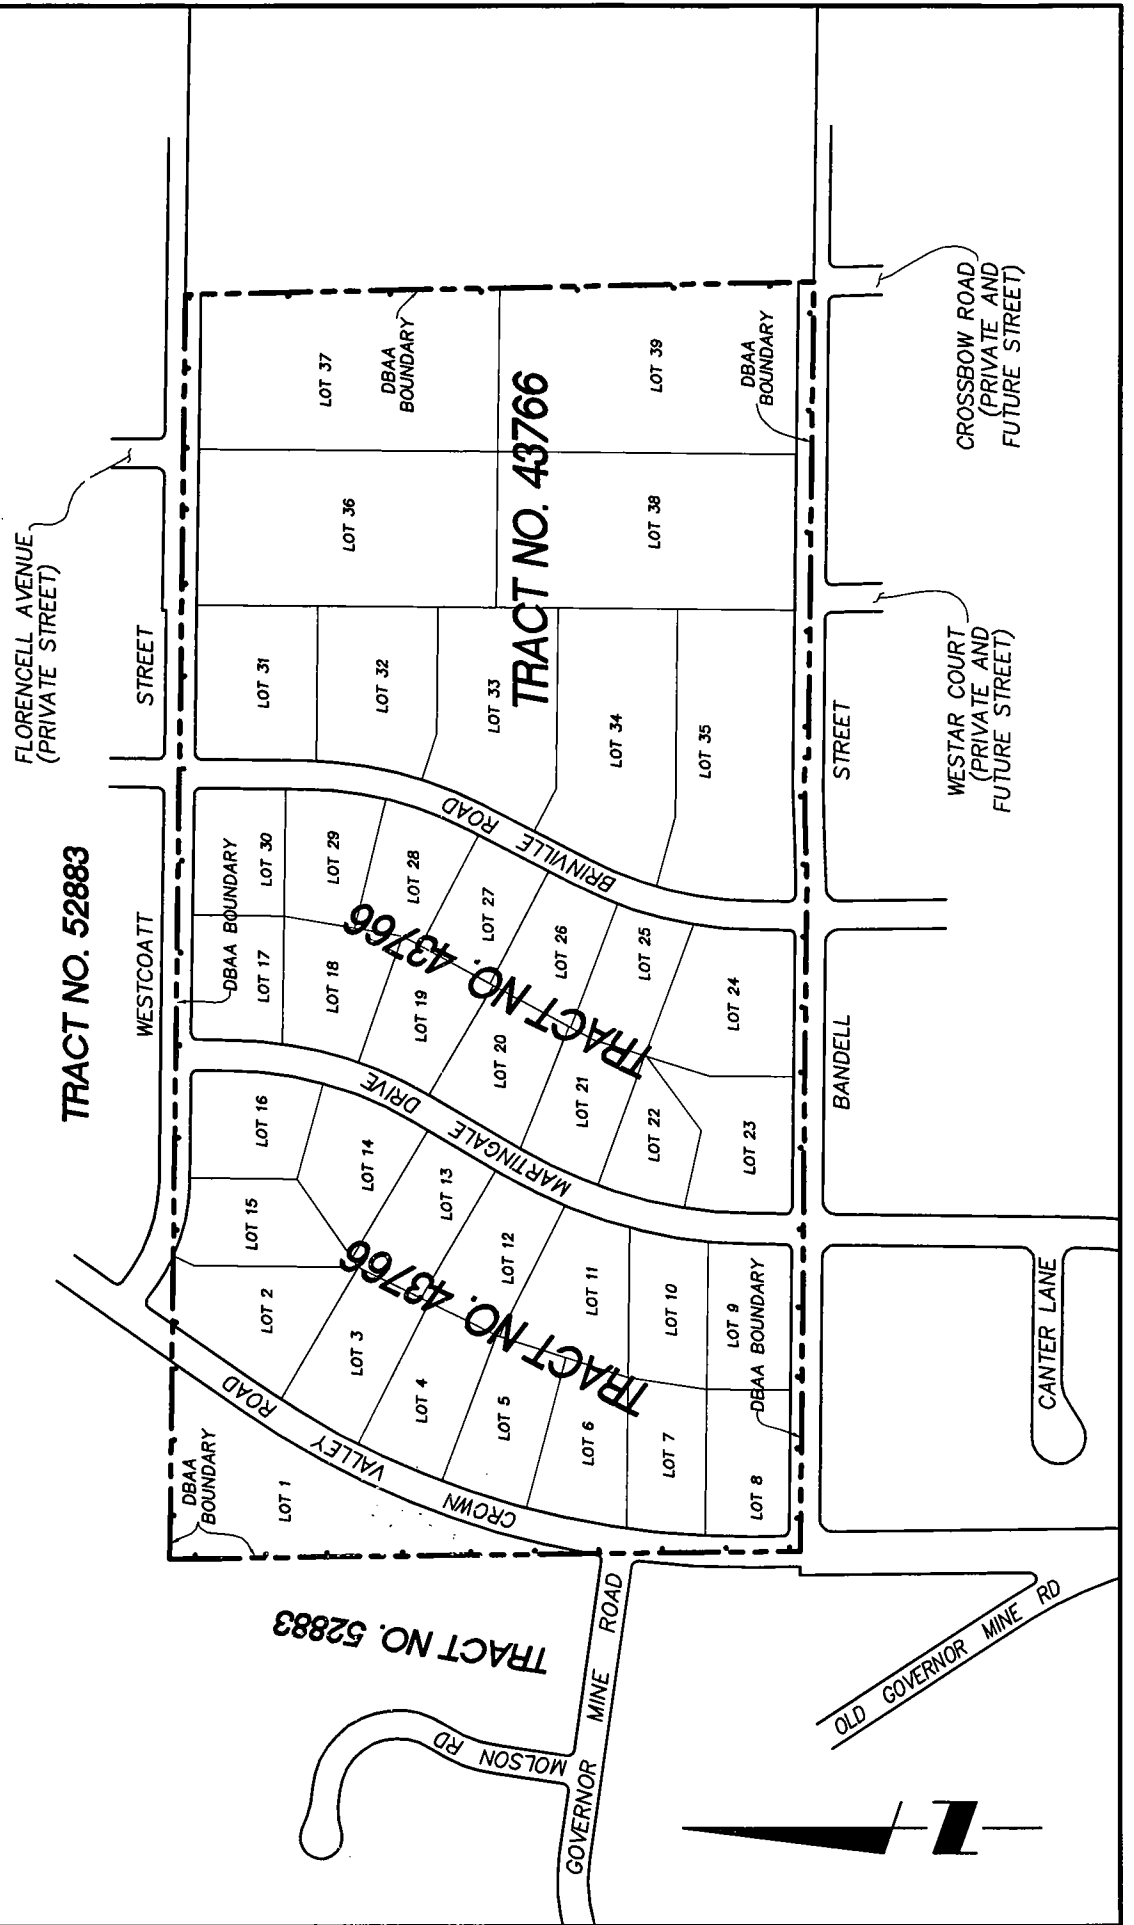 FLORENCELL AVENUE
(PRIVATE STREET)
TRACT NO. 52883
WESTCOATT
STREET
DBAA
BOUNDARY
DBAA BOUNDARY
LOT 1
LOT 2
LOT 15
LOT 16
LOT 17
LOT 30
LOT 31
LOT 36
LOT 37
DBAA
BOUNDARY
CROWN
VALLEY
ROAD
LOT 3
LOT 14
MARTINGALE
DRIVE
LOT 18
LOT 29
LOT 32
LOT 4
LOT 13
LOT 19
LOT 28
BRINVILLE
ROAD
LOT 5
LOT 12
LOT 20
LOT 27
LOT 33
TRACT NO. 43766
TRACT NO. 43766
TRACT NO. 43766
LOT 6
LOT 11
LOT 21
LOT 26
LOT 34
LOT 38
LOT 39
LOT 7
LOT 10
LOT 22
LOT 25
LOT 35
LOT 8
LOT 9
LOT 23
LOT 24
DBAA BOUNDARY
DBAA
BOUNDARY
TRACT NO. 52883
MOLSON RD
GOVERNOR
MINE
ROAD
BANDELL
STREET
OLD GOVERNOR MINE RD
CANTER LANE
WESTAR COURT
(PRIVATE AND
FUTURE STREET)
CROSSBOW ROAD
(PRIVATE AND
FUTURE STREET)
N